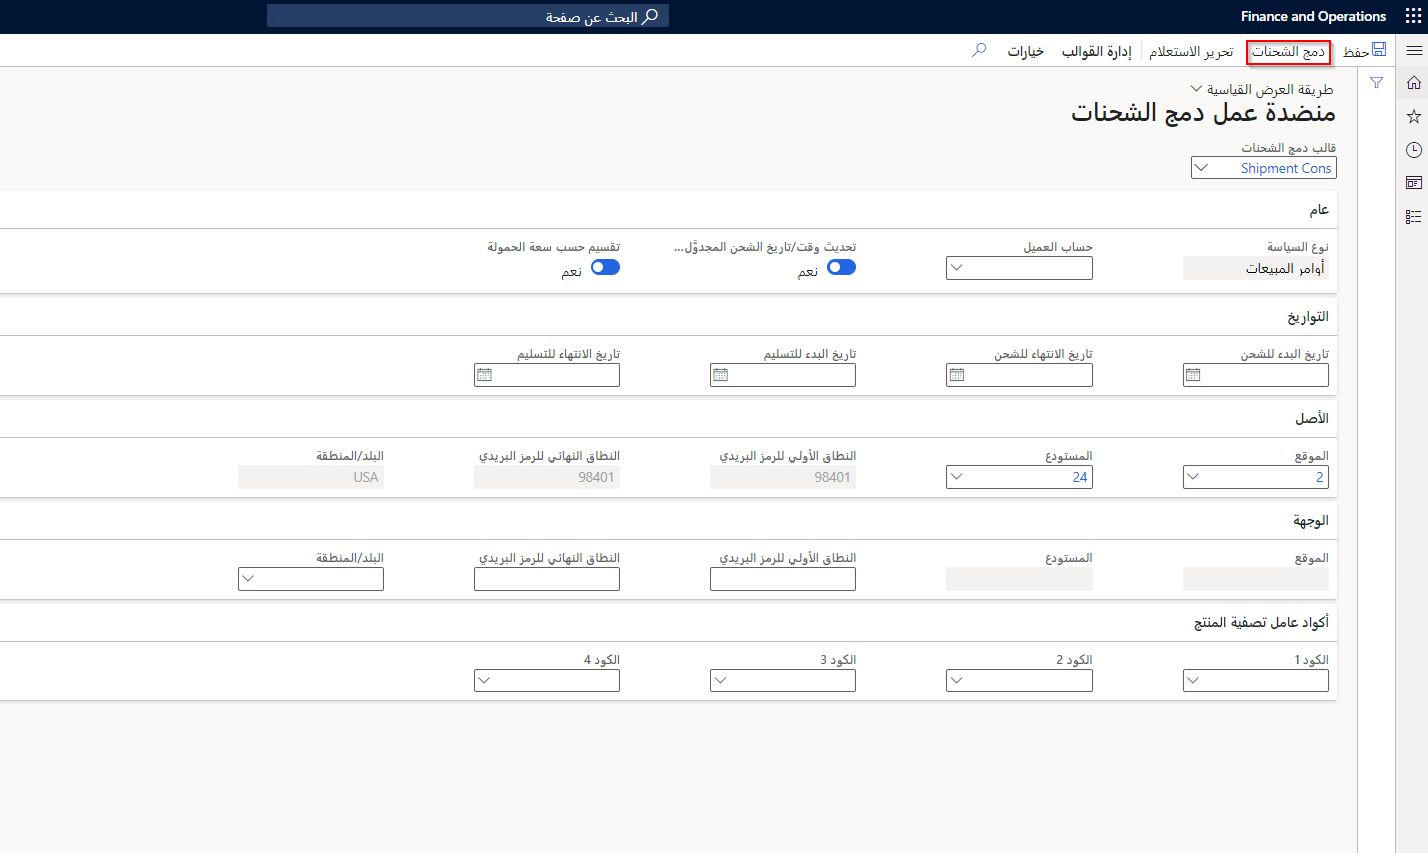 Finance and Operations
البحث عن صفحة
حفظ
دمج الشحنات
تحرير الاستعلام
إدارة القوالب
خيارات
طريقة العرض القياسية
منضدة عمل دمج الشحنات
قالب دمج الشحنات
Shipment Cons
عام
نوع السياسة
حساب العميل
تحديث وقت/تاريخ الشحن المجدوَّل...
تقسيم حسب سعة الحمولة
أوامر المبيعات
نعم
نعم
التواريخ
تاريخ البدء للشحن
تاريخ الانتهاء للشحن
تاريخ البدء للتسليم
تاريخ الانتهاء للتسليم
الأصل
الموقع
المستودع
النطاق الأولي للرمز البريدي
النطاق النهائي للرمز البريدي
البلد/المنطقة
2
24
98401
98401
USA
الوجهة
الموقع
المستودع
النطاق الأولي للرمز البريدي
النطاق النهائي للرمز البريدي
البلد/المنطقة
أكواد عامل تصفية المنتج
الكود 1
الكود 2
الكود 3
الكود 4